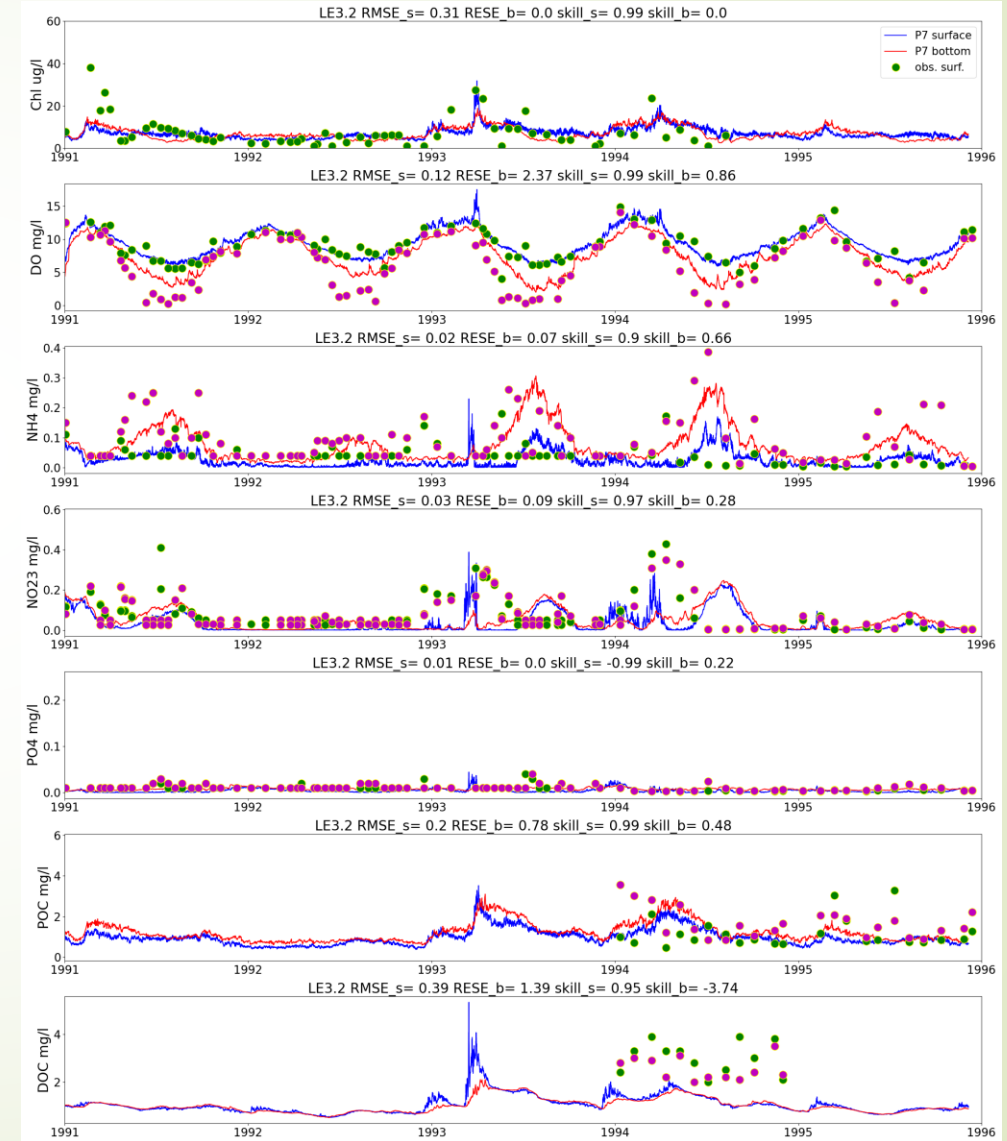 LE3.2 RMSE_s= 0.31 RESE_b= 0.0 skill_s= 0.99 skill_b= 0.0
60
40
20
0
Chl ug/l
P7 surface
P7 bottom
obs. surf.
1991 1992 1993 1994 1995 1996
LE3.2 RMSE_s= 0.12 RESE_b= 2.37 skill_s= 0.99 skill_b= 0.86
15
10
5
0
DO mg/l
1991 1992 1993 1994 1995 1996
LE3.2 RMSE_s= 0.02 RESE_b= 0.07 skill_s= 0.9 skill_b= 0.66
0.4
0.3
0.2
0.1
0.0
NH4 mg/l
1991 1992 1993 1994 1995 1996
LE3.2 RMSE_s= 0.03 RESE_b= 0.09 skill_s= 0.97 skill_b= 0.28
0.6
0.4
0.2
0.0
NO23 mg/l
1991 1992 1993 1994 1995 1996
LE3.2 RMSE_s= 0.01 RESE_b= 0.0 skill_s= -0.99 skill_b= 0.22
0.2
0.1
0.0
PO4 mg/l
1991 1992 1993 1994 1995 1996
LE3.2 RMSE_s= 0.2 RESE_b= 0.78 skill_s= 0.99 skill_b= 0.48
6
4
2
0
POC mg/l
1991 1992 1993 1994 1995 1996
LE3.2 RMSE_s= 0.39 RESE_b= 1.39 skill_s= 0.95 skill_b= -3.74
4
2
DOC mg/l
1991 1992 1993 1994 1995 1996